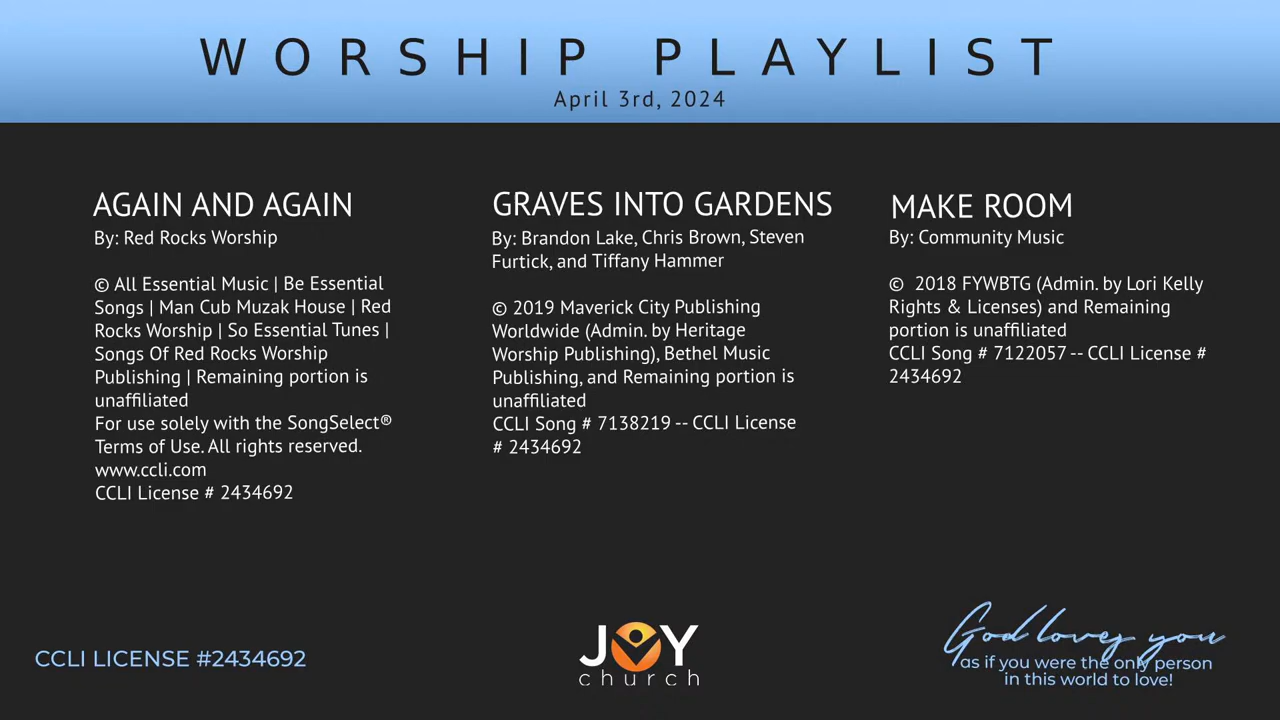 WORSHIP PLAYLIST
April 3rd, 2024
AGAIN AND AGAIN
By: Red Rocks Worship
© All Essential Music | Be Essential
Songs | Man Cub Muzak House | Red
Rocks Worship | So Essential Tunes |
Songs Of Red Rocks Worship
Publishing | Remaining portion is
unaffiliated
For use solely with the SongSelect®
Terms of Use. All rights reserved.
www.ccli.com
CCLI License # 2434692
GRAVES INTO GARDENS
By: Brandon Lake, Chris Brown, Steven
Furtick, and Tiffany Hammer
© 2019 Maverick City Publishing
Worldwide (Admin. by Heritage
Worship Publishing), Bethel Music
Publishing, and Remaining portion is
unaffiliated
CCLI Song # 7138219 -- CCLI License
# 2434692
MAKE ROOM
By: Community Music
© 2018 FYWBTG (Admin. by Lori Kelly
Rights & Licenses) and Remaining
portion is unaffiliated
CCLI Song # 7122057 -- CCLI License #
2434692
CCLI LICENSE #2434692
JOY
church
God loves you
as if you were the only person
in this world to love!